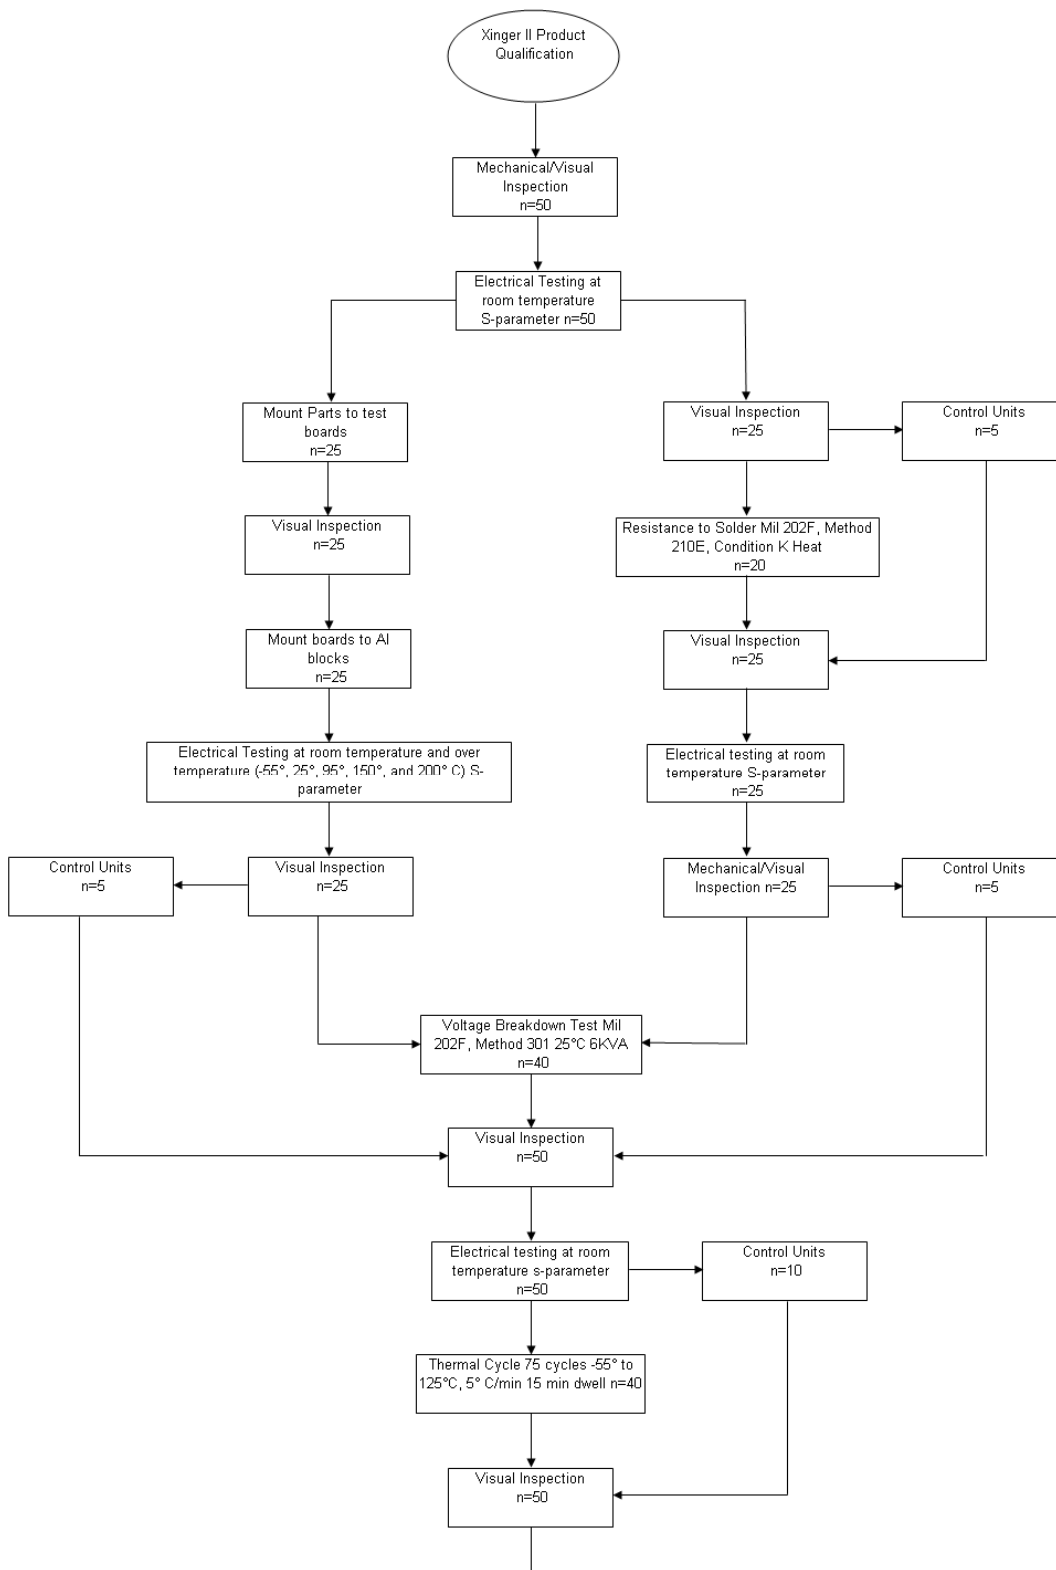 Xinger II Product
Qualification
Mechanical/Visual
Inspection
n=50
Electrical Testing at
room temperature
S-parameter n=50
Mount Parts to test
boards
n=25
Visual Inspection
n=25
Control Units
n=5
Visual Inspection
n=25
Resistance to Solder Mil 202F, Method
210E, Condition K Heat
n=20
Mount boards to Al
blocks
n=25
Visual Inspection
n=25
Electrical Testing at room temperature and over
temperature (-55°, 25°, 95°, 150°, and 200° C) S-
parameter
Electrical testing at room
temperature S-parameter
n=25
Control Units
n=5
Visual Inspection
n=25
Mechanical/Visual
Inspection n=25
Control Units
n=5
Voltage Breakdown Test Mil
202F, Method 301 25°C 6KVA
n=40
Visual Inspection
n=50
Electrical testing at room
temperature s-parameter
n=50
Control Units
n=10
Thermal Cycle 75 cycles -55° to
125°C, 5° C/min 15 min dwell n=40
Visual Inspection
n=50